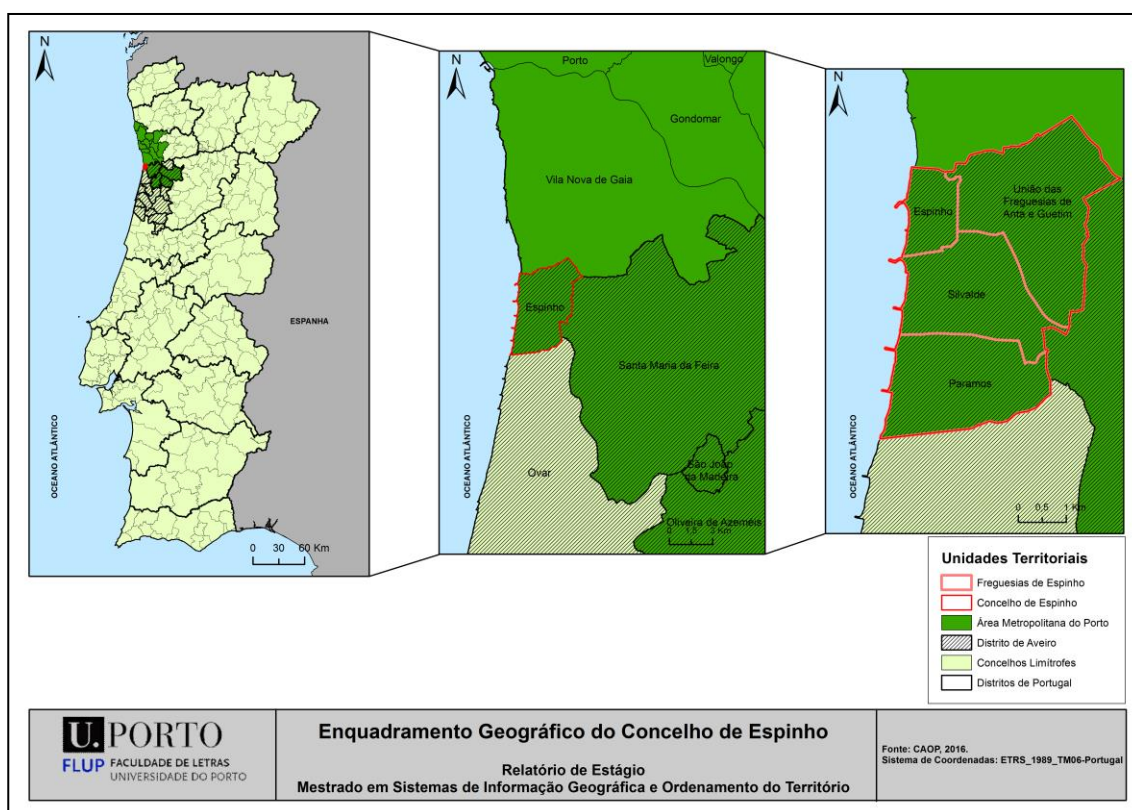 N
ESPANHA
OCEANO ATLÂNTICO
0 30 60 Km
N
Porto
Valongo
Gondomar
Vila Nova de Gaia
Espinho
Santa Maria da Feira
Ovar
São João
da Madeira
Oliveira de Azeméis
OCEANO ATLÂNTICO
0 1,5 3 Km
N
Espinho
União das
Freguesias de
Anta e Guetim
Silvalde
Paramos
OCEANO ATLÂNTICO
0 0,5 1 Km
Unidades Territoriais
Freguesias de Espinho
Concelho de Espinho
Área Metropolitana do Porto
Distrito de Aveiro
Concelhos Limítrofes
Distritos de Portugal
U.PORTO
FLUP FACULDADE DE LETRAS
UNIVERSIDADE DO PORTO
Enquadramento Geográfico do Concelho de Espinho
Relatório de Estágio
Mestrado em Sistemas de Informação Geográfica e Ordenamento do Território
Fonte: CAOP, 2016.
Sistema de Coordenadas: ETRS_1989_TM06-Portugal